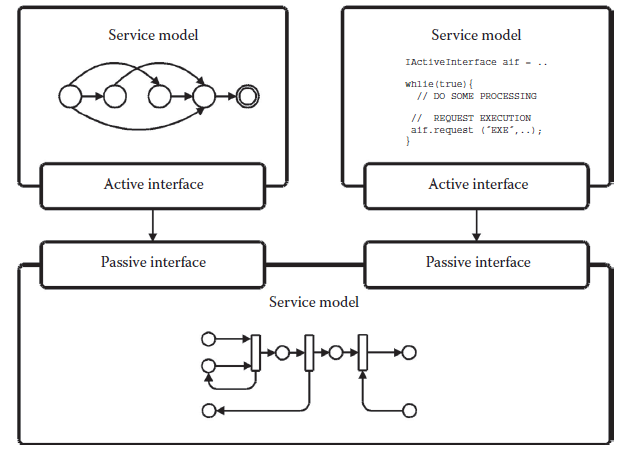 Service model
Service model
IActiveInterface aif - ..
whlie(true){
// DO SOME PROCESSING
// REQUEST EXECUTION
aif.request (´EXE´,..);
}
Active interface
Active interface
Passive interface
Passive interface
Service model